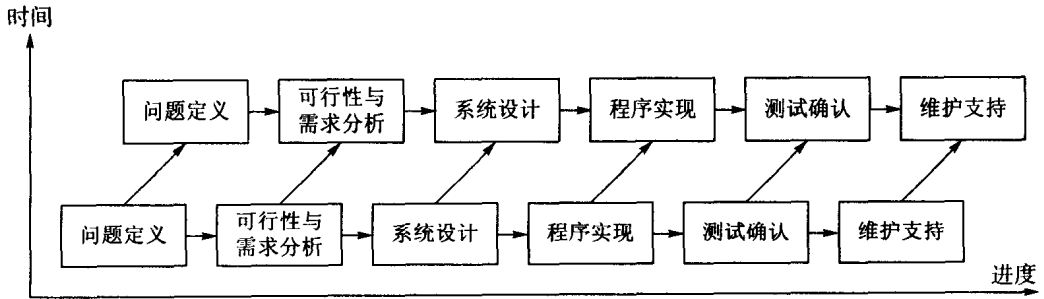 时间
问题定义
可行性与
需求分析
系统设计
程序实现
测试确认
维护支持
问题定义
可行性与
需求分析
系统设计
程序实现
测试确认
维护支持
进度